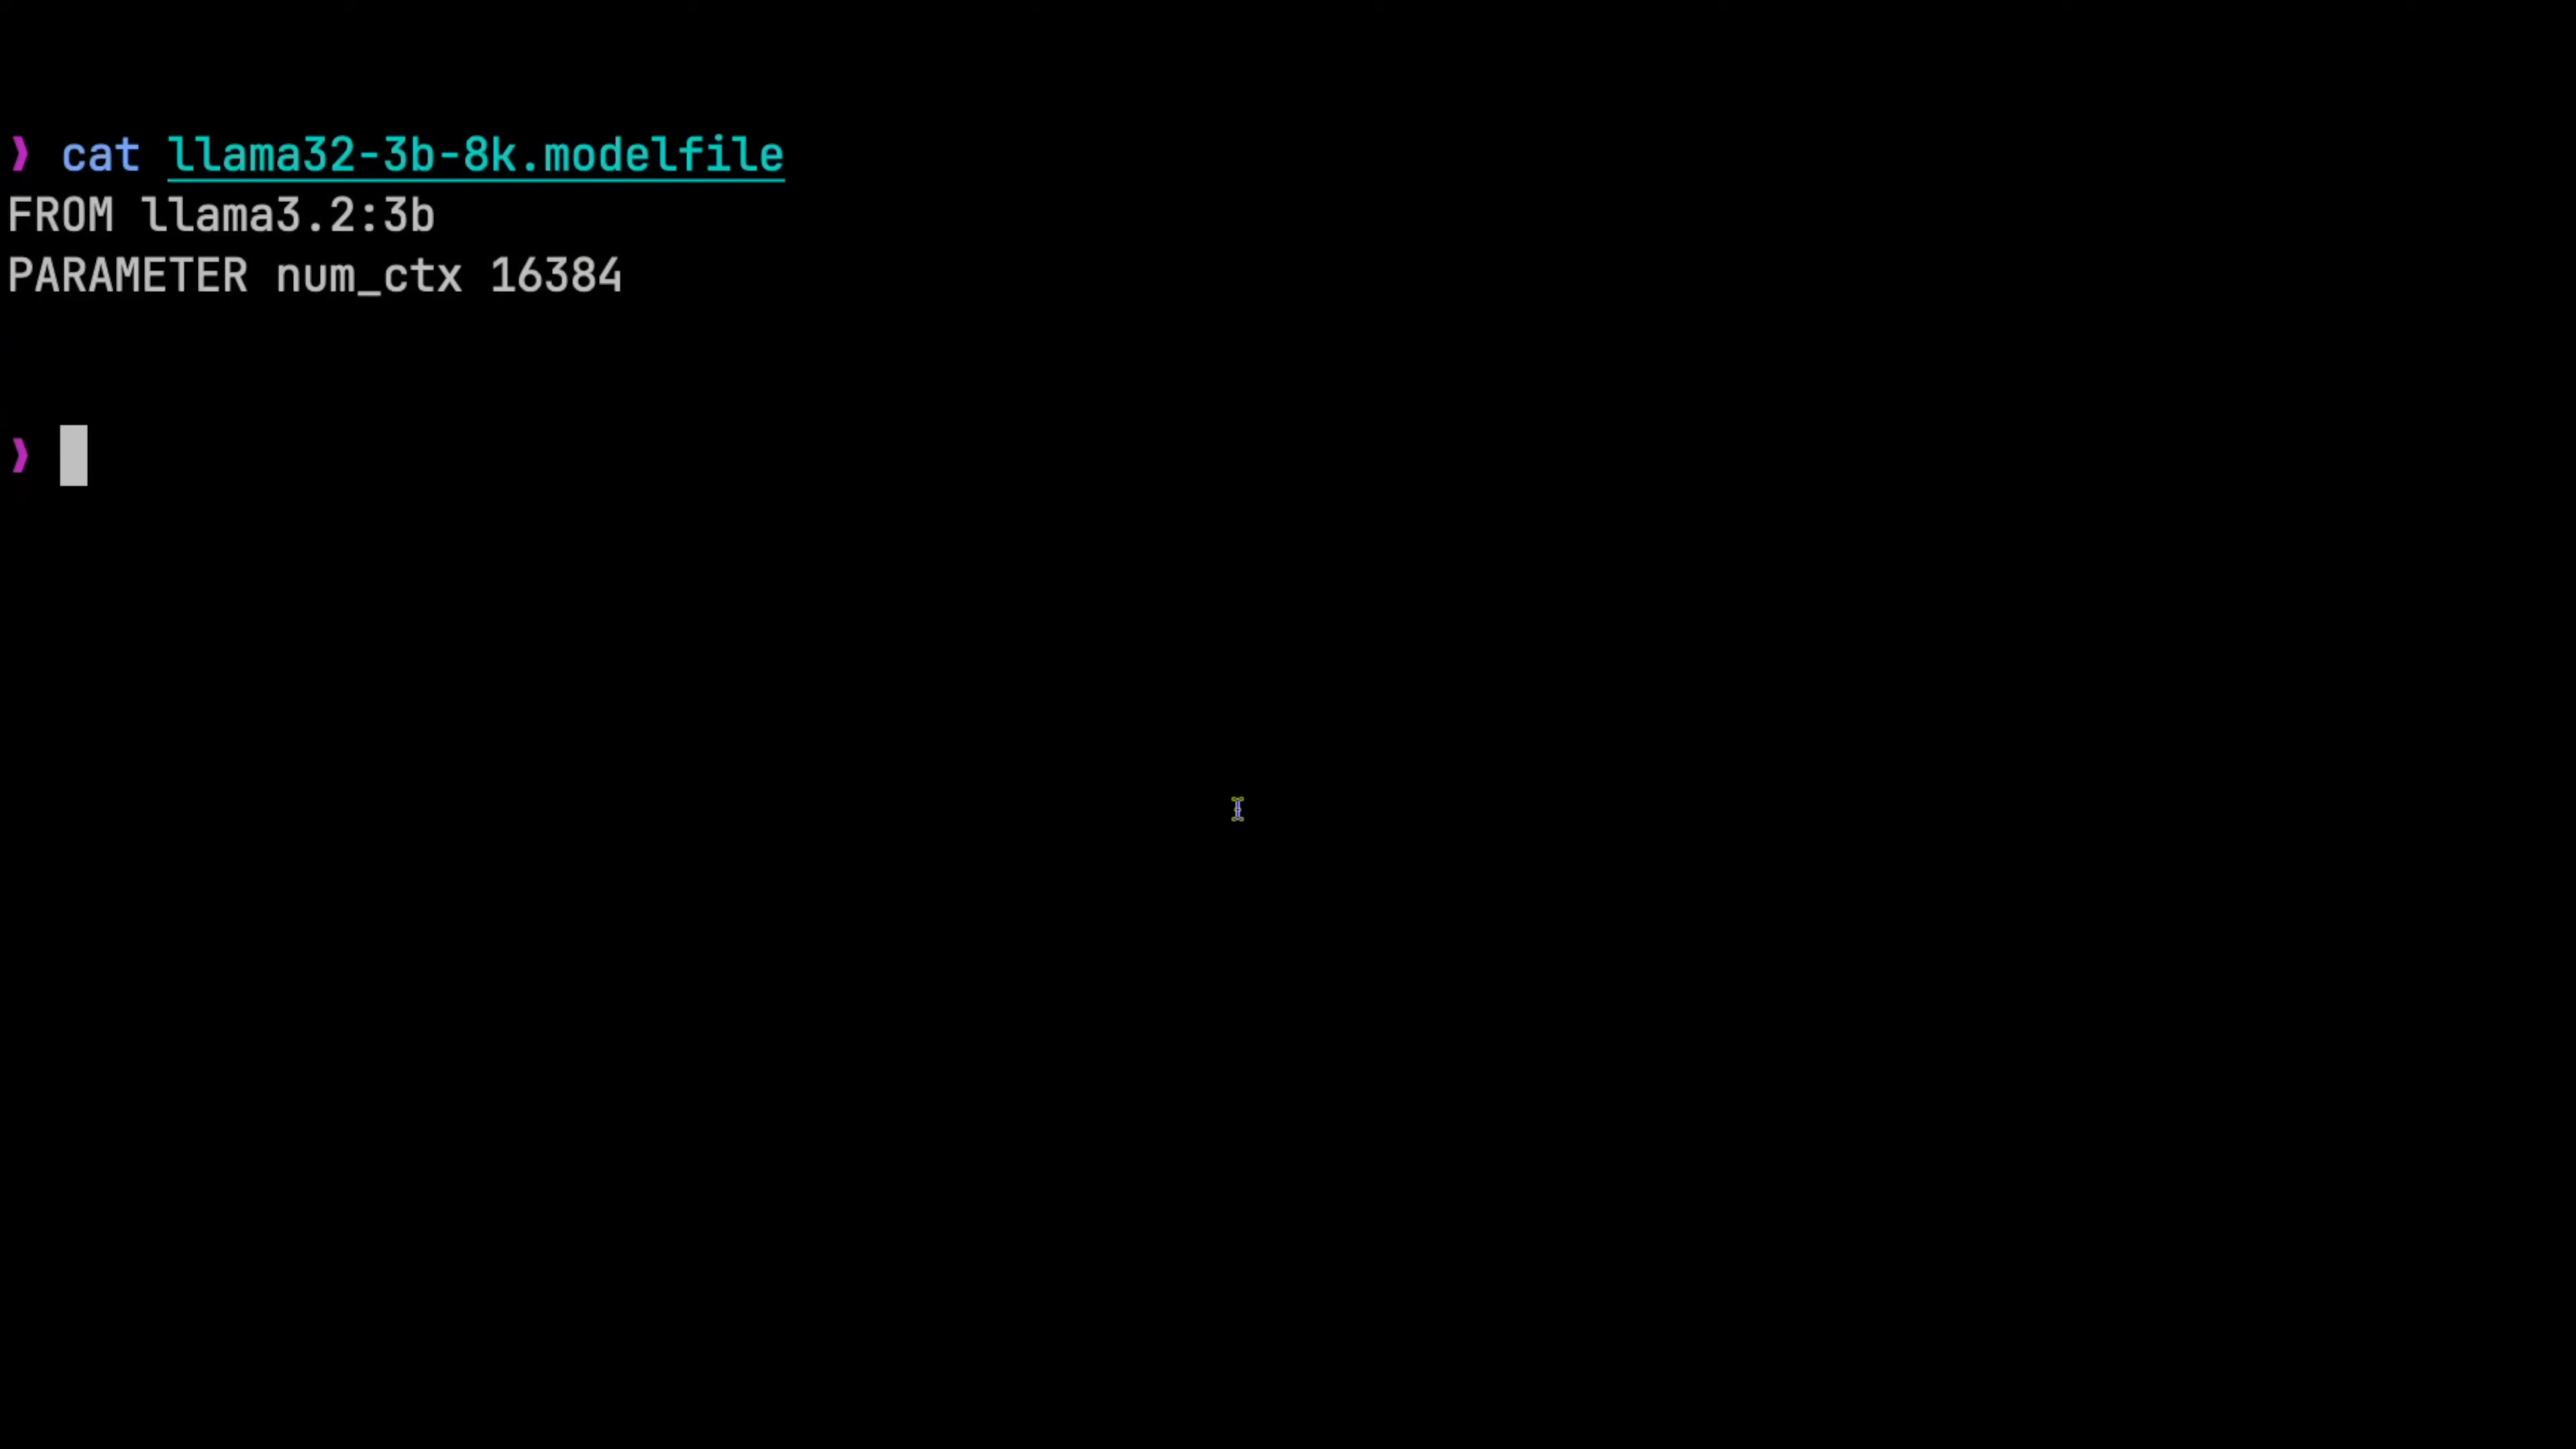 ❯ cat llama32-3b-8k.modelfile
FROM llama3.2:3b
PARAMETER num_ctx 16384
❯